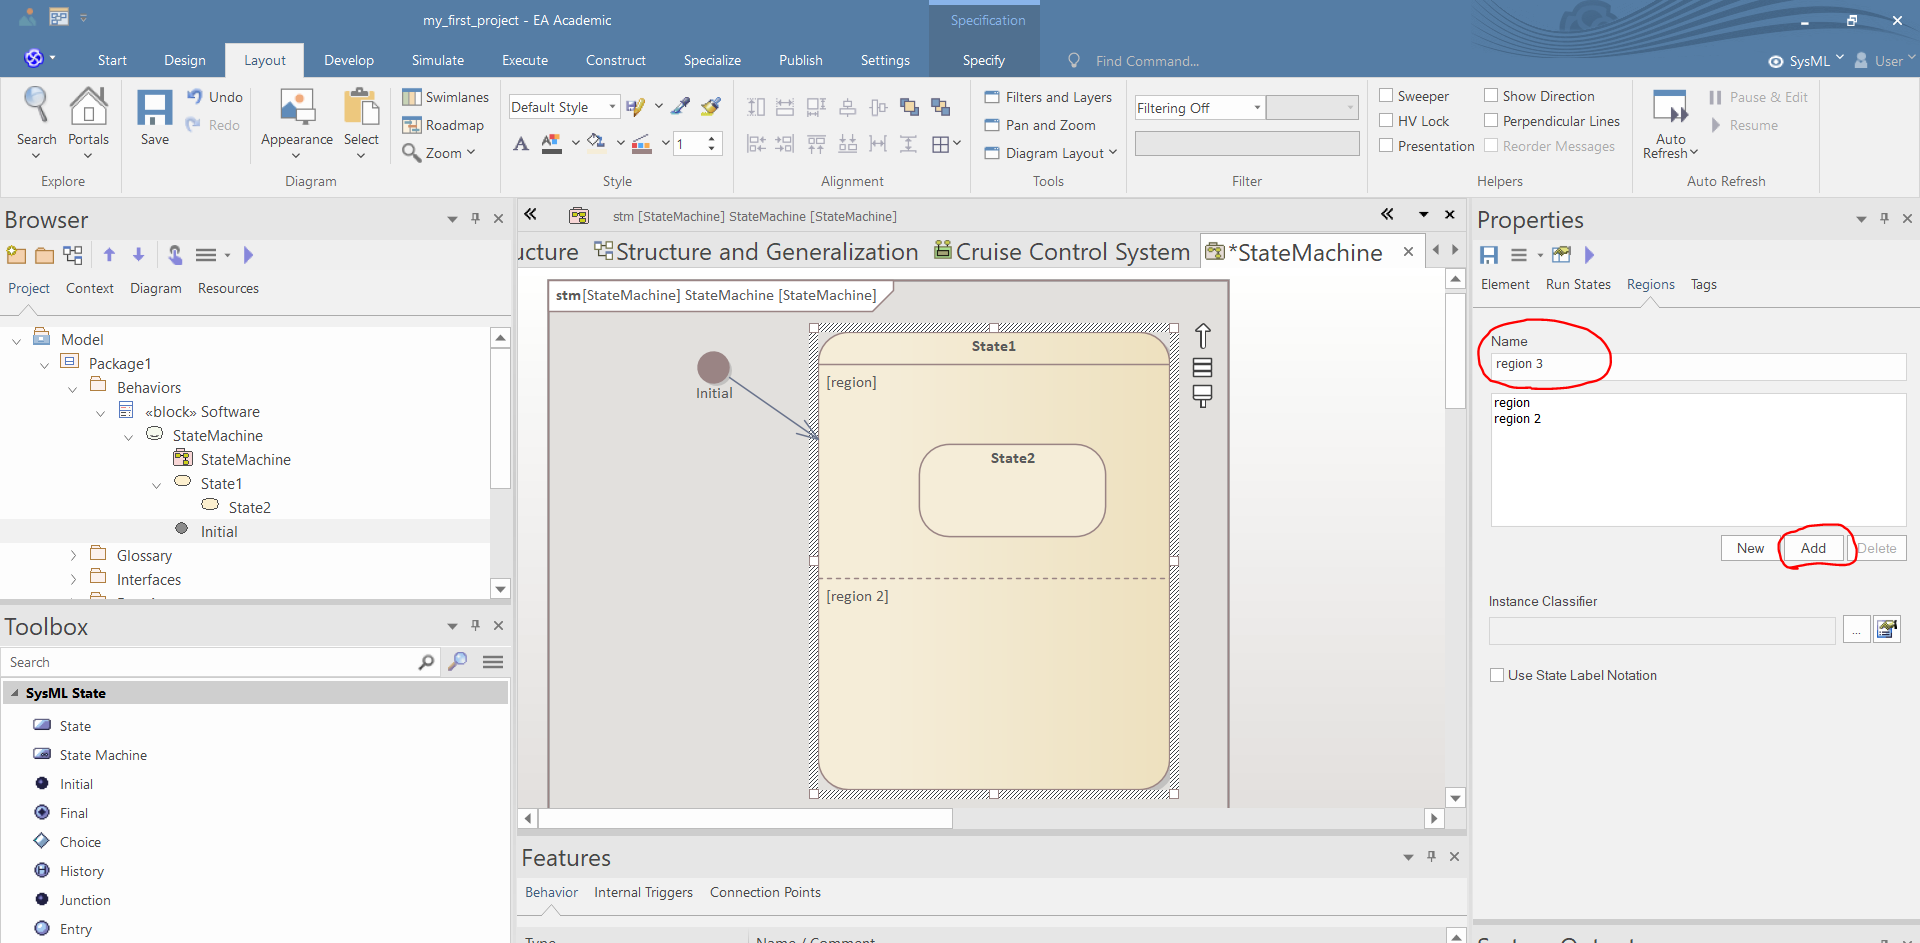 my_first_project - EA Academic
Specification
Start Design Layout Develop Simulate Execute Construct Specialize Publish Settings Specify Find Command... SysML User
Search
Portals
Explore
Save
Undo
Redo
Appearance
Select
Swimlanes
Roadmap
Zoom
Diagram
Default Style
1
Style
Alignment
Filters and Layers
Pan and Zoom
Diagram Layout
Tools
Filtering Off
Filter
Sweeper
HV Lock
Presentation
Show Direction
Perpendicular Lines
Reorder Messages
Helpers
Auto
Refresh
Pause & Edit
Resume
Auto Refresh
Browser
Project Context Diagram Resources
Model
Package1
Behaviors
«block» Software
StateMachine
StateMachine
State1
State2
Initial
Glossary
Interfaces
Toolbox
Search
SysML State
State
State Machine
Initial
Final
Choice
History
Junction
Entry
stm [StateMachine] StateMachine [StateMachine]
ucture Structure and Generalization Cruise Control System *StateMachine
stm[StateMachine] StateMachine [StateMachine]
Initial
State1
[region]
State2
[region 2]
Features
Behavior Internal Triggers Connection Points
Type Name / Comment
Properties
Element Run States Regions Tags
Name
region 3
region
region 2
New Add Delete
Instance Classifier
...
Use State Label Notation